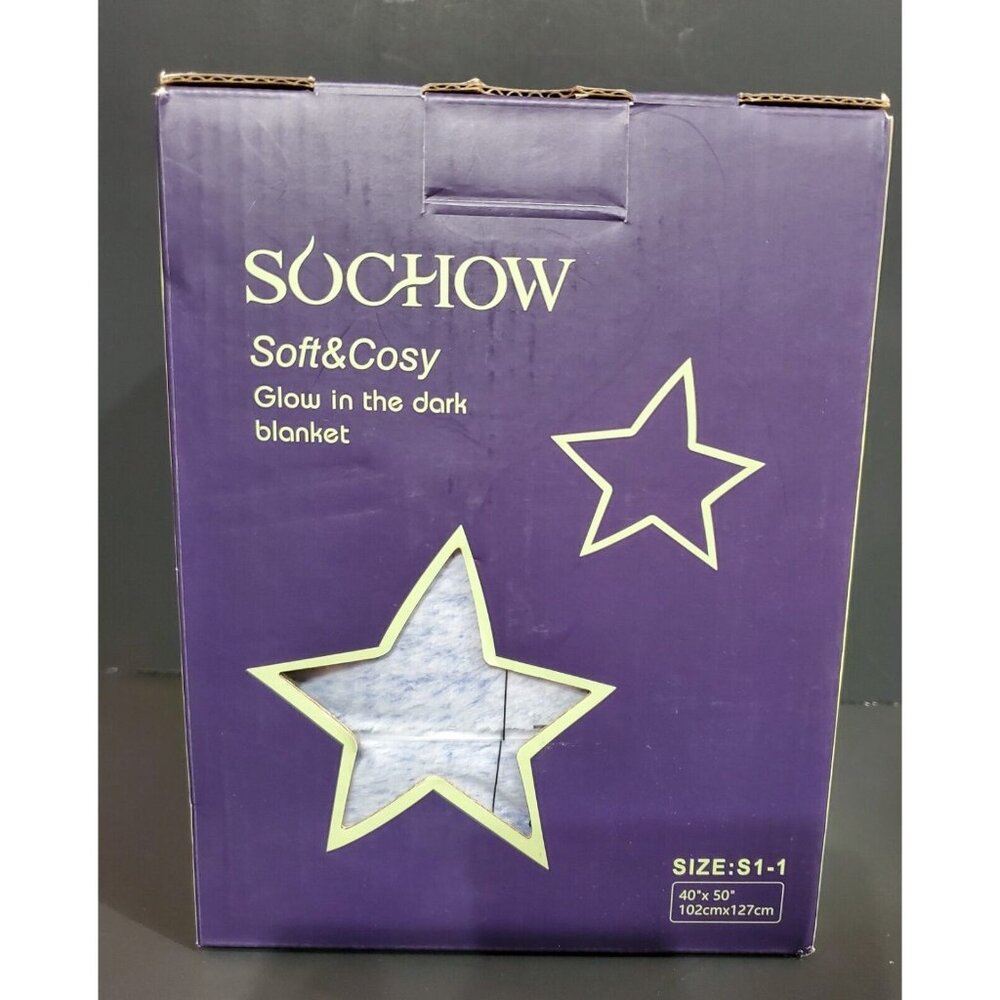 SOCHOW
Soft&Cosy
Glow in the dark
blanket
SIZE:S1-1
40"x 50"
102cmx127cm